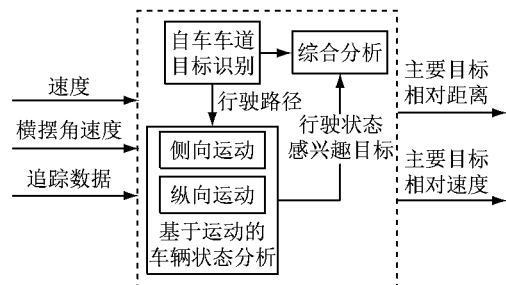 速度
横摆角速度
追踪数据
自车车道
目标识别
综合分析
行驶路径
侧向运动
纵向运动
基于运动的
车辆状态分析
行驶状态
感兴趣目标
主要目标
相对距离
主要目标
相对速度